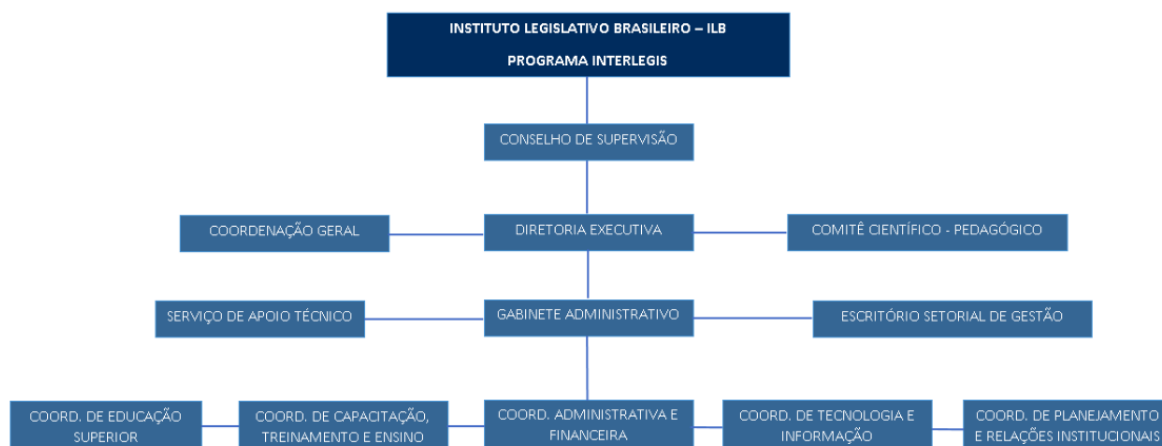 INSTITUTO LEGISLATIVO BRASILEIRO – ILB
PROGRAMA INTERLEGIS
CONSELHO DE SUPERVISÃO
COORDENAÇÃO GERAL
DIRETORIA EXECUTIVA
COMITÊ CIENTÍFICO - PEDAGÓGICO
SERVIÇO DE APOIO TÉCNICO
GABINETE ADMINISTRATIVO
ESCRITÓRIO SETORIAL DE GESTÃO
COORD. DE EDUCAÇÃO
SUPERIOR
COORD. DE CAPACITAÇÃO,
TREINAMENTO E ENSINO
COORD. ADMINISTRATIVA E
FINANCEIRA
COORD. DE TECNOLOGIA E
INFORMAÇÃO
COORD. DE PLANEJAMENTO
E RELAÇÕES INSTITUCIONAIS